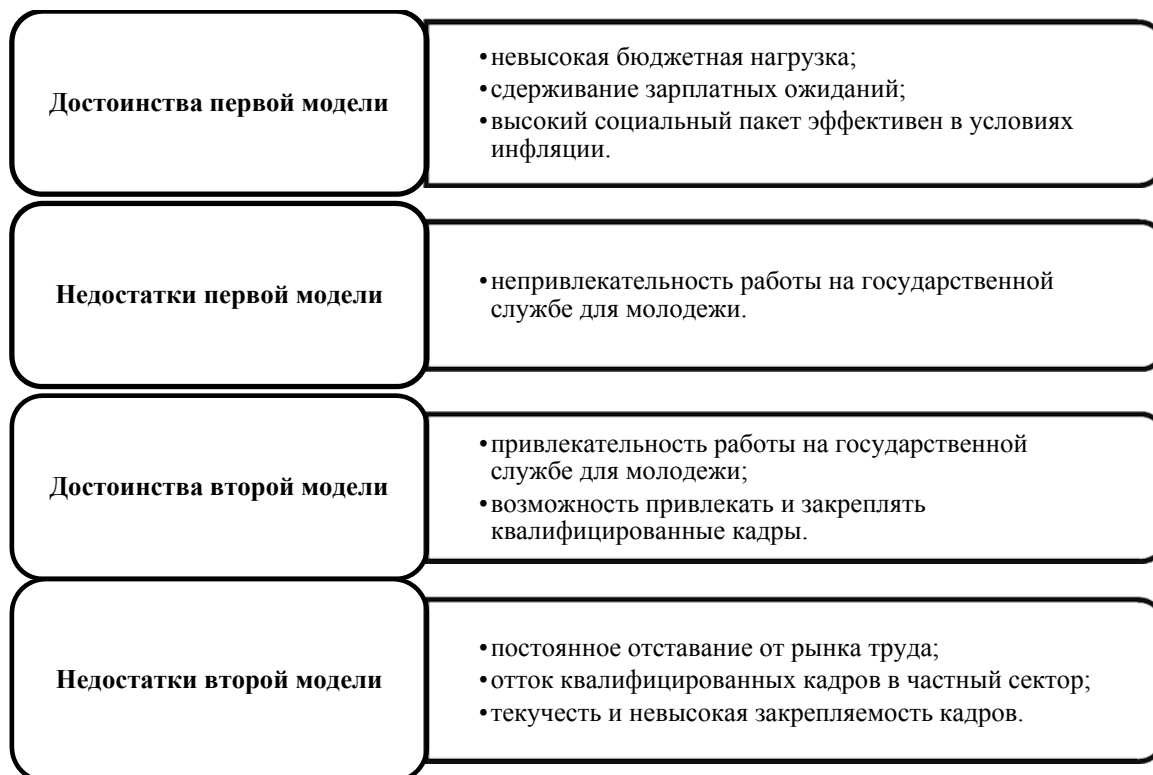 Достоинства первой модели
•невысокая бюджетная нагрузка;
•сдерживание зарплатных ожиданий;
•высокий социальный пакет эффективен в условиях
инфляции.
Недостатки первой модели
•непривлекательность работы на государственной
службе для молодежи.
Достоинства второй модели
•привлекательность работы на государственной
службе для молодежи;
•возможность привлекать и закреплять
квалифицированные кадры.
Недостатки второй модели
•постоянное отставание от рынка труда;
•отток квалифицированных кадров в частный сектор;
•текучесть и невысокая закрепляемость кадров.